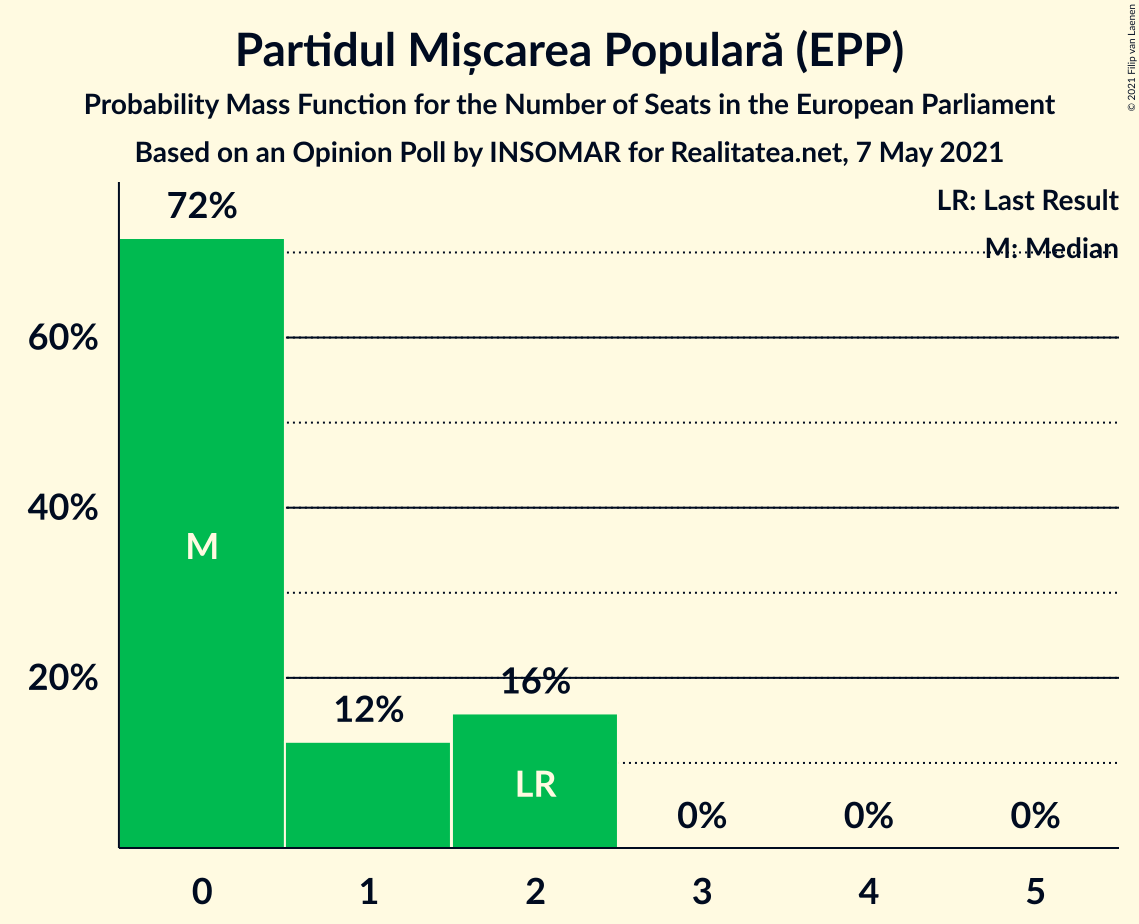 Partidul Mișcarea Populară (EPP)
Probability Mass Function for the Number of Seats in the European Parliament
Based on an Opinion Poll by INSOMAR for Realitatea.net, 7 May 2021
© 2021 Filip van Laenen
LR: Last Result
M: Median
72%
60%
40%
20%
M
12%
16%
LR
0%
0%
0%
0
1
2
3
4
5